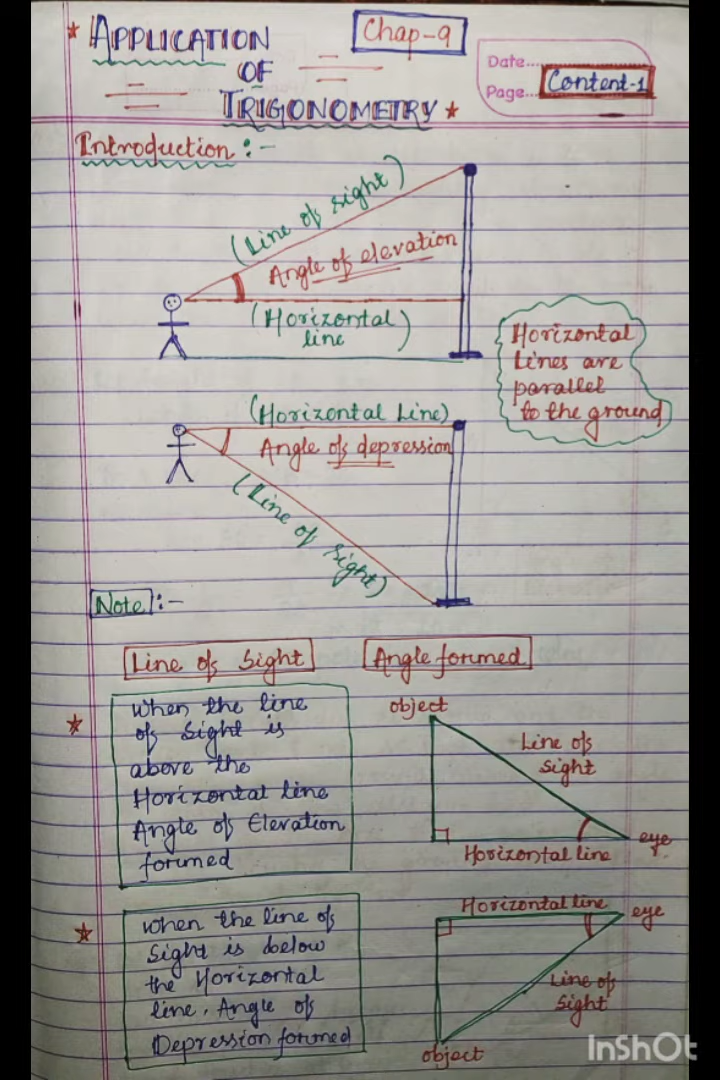 ★ APPLICATION
OF
TRIGONOMETRY ★
Chap-9
Date.....
Page....
Content-1
Introduction :-
(Line of sight)
Angle of elevation
(Horizontal
line)
Horizontal
Lines are
parallel
to the ground
(Horizontal Line)
Angle of depression
(Line of sight)
Note :-
Line of Sight
Angle formed
★ When the line
of Sight is
above the
Horizontal line
Angle of Elevation
formed
object
Line of
sight
Horizontal line
eye
★ When the line of
Sight is below
the Horizontal
line, Angle of
Depression formed
Horizontal line
eye
Line of
Sight
object
InShOt